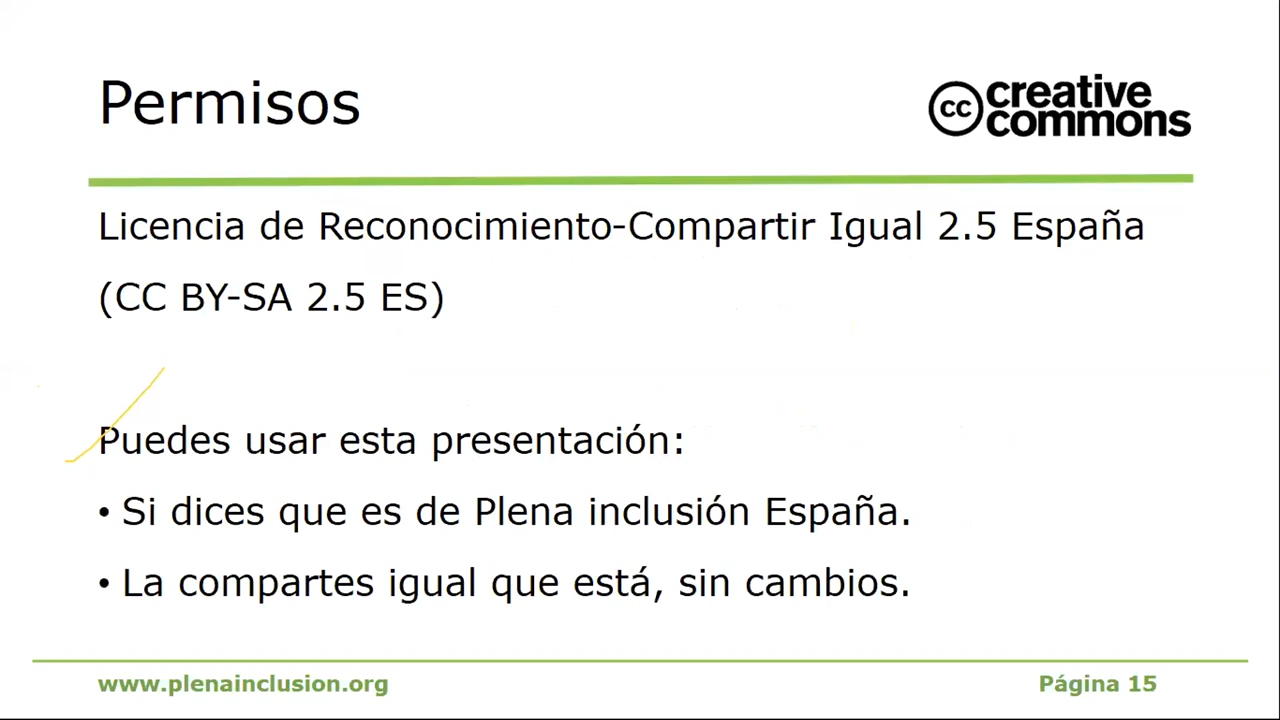 Permisos
cc creative commons
Licencia de Reconocimiento-Compartir Igual 2.5 España
(CC BY-SA 2.5 ES)
Puedes usar esta presentación:
• Si dices que es de Plena inclusión España.
• La compartes igual que está, sin cambios.
www.plenainclusion.org
Página 15